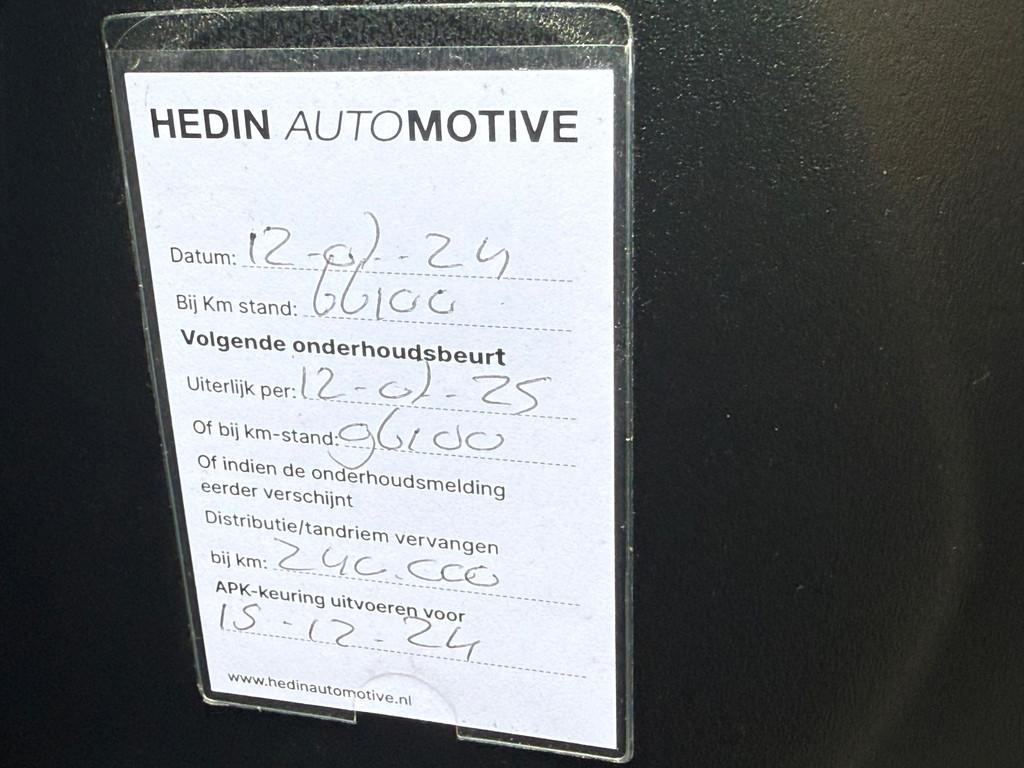 HEDIN AUTOMOTIVE
Datum: 12-01-24
Bij Km stand: 66100
Volgende onderhoudsbeurt
Uiterlijk per: 12-01-25
Of bij km-stand: 96100
Of indien de onderhoudsmelding
eerder verschijnt
Distributie/tandriem vervangen
bij km: 240.000
APK-keuring uitvoeren voor
15-12-24
www.hedinautomotive.nl